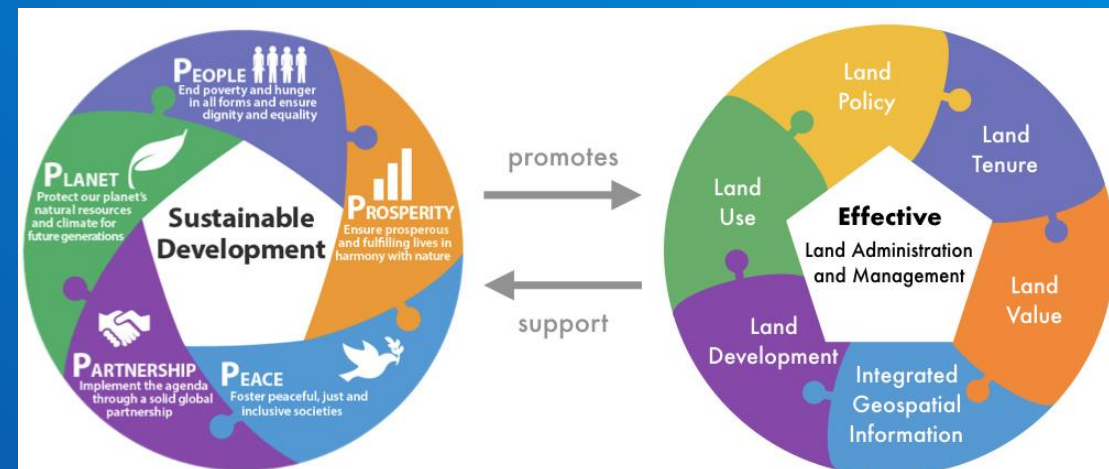 PEOPLE
End poverty and hunger
in all forms and ensure
dignity and equality
PLANET
Protect our planet's
natural resources
and climate for
future generations
Sustainable
Development
PROSPERITY
Ensure prosperous
and fulfilling lives in
harmony with nature
PARTNERSHIP
Implement the agenda
through a solid global
partnership
PEACE
Foster peaceful, just and
inclusive societies
promotes
support
Land
Policy
Land
Tenure
Land
Use
Effective
Land Administration
and Management
Land
Value
Land
Development
Integrated
Geospatial
Information